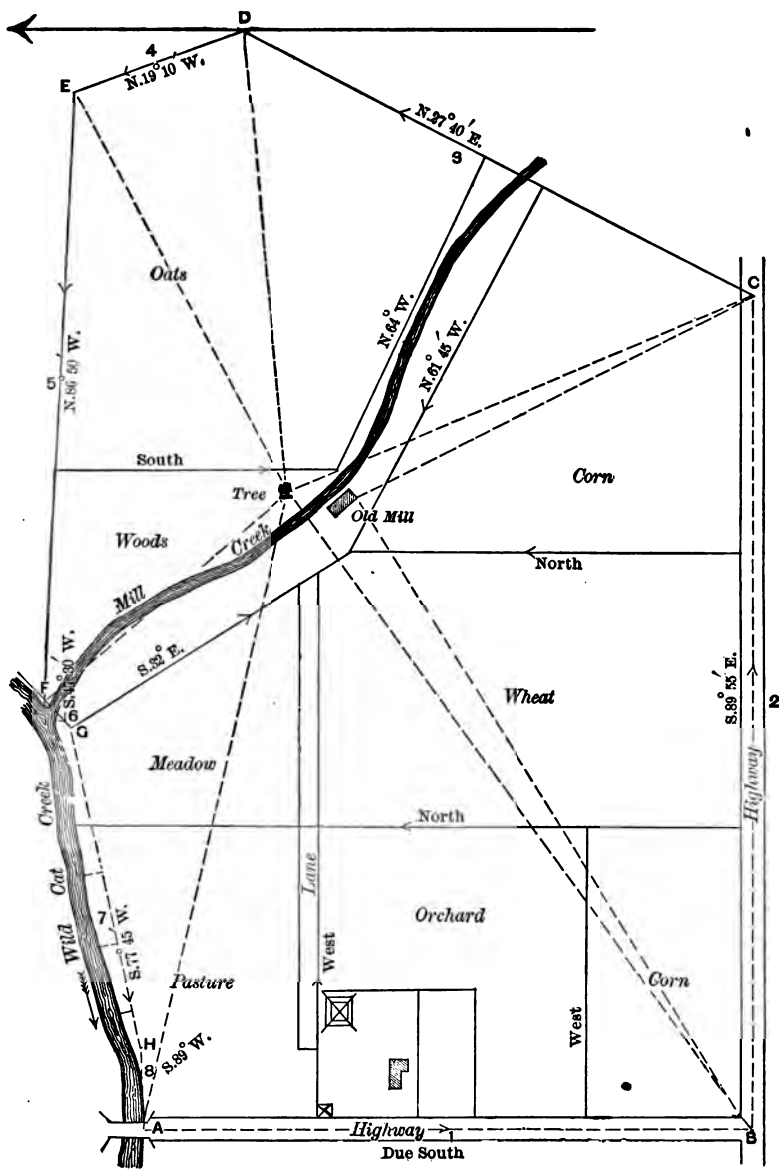 D
4
N.19°10′ W.
E
N.27°40′ E.
3
Oats
C
N.64° W.
N.61°45′ W.
5
N.86°50′ W.
South
Tree
Corn
Old Mill
Woods
Creek
Mill
North
S.32° E.
S.89°55′ E.
2
F
6
G
Wheat
Meadow
Highway
Creek
North
Lane
Cat
Orchard
7
S.77°45′ W.
Wild
West
Pasture
Corn
West
H
8
S.89° W.
A
Highway
1
B
Due South